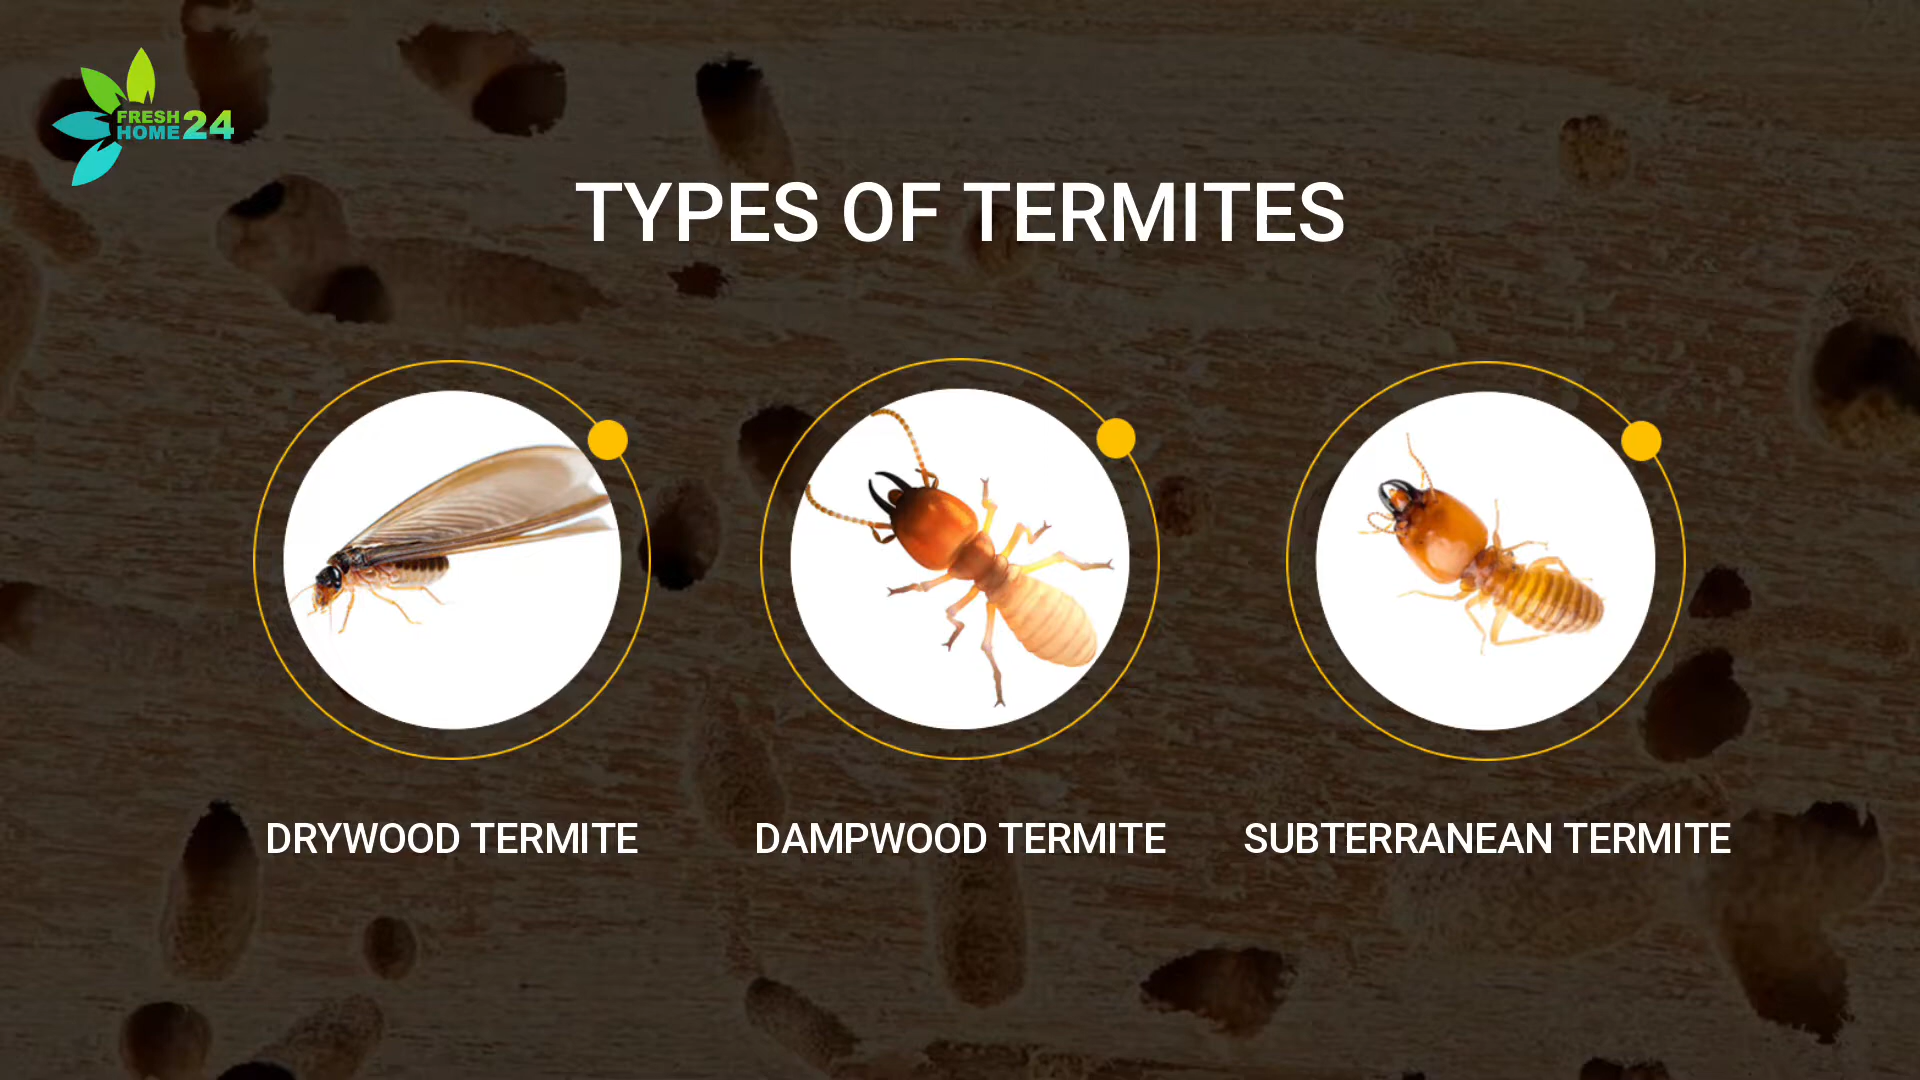 FRESH
HOME 24
TYPES OF TERMITES
DRYWOOD TERMITE
DAMPWOOD TERMITE
SUBTERRANEAN TERMITE